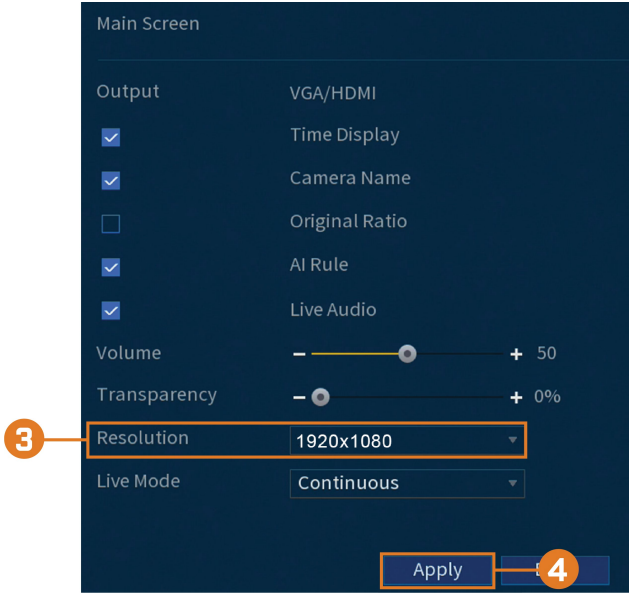 Main Screen
Output VGA/HDMI
Time Display
Camera Name
Original Ratio
AI Rule
Live Audio
Volume 50
Transparency 0%
3 Resolution 1920x1080
Live Mode Continuous
Apply 4